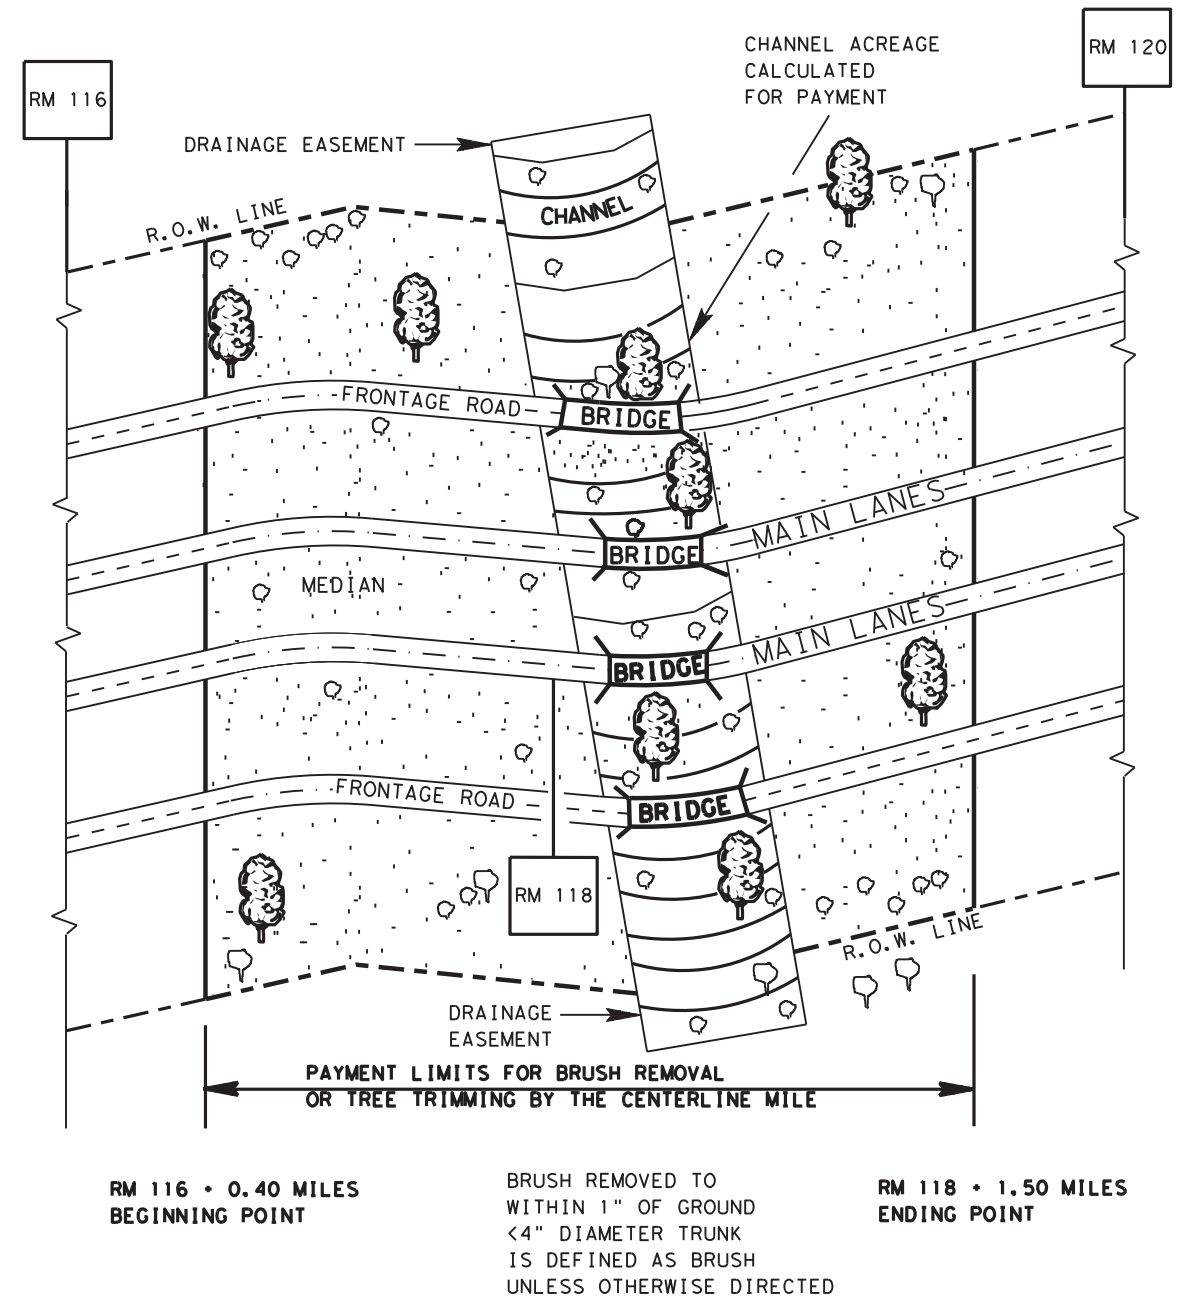 RM 120
CHANNEL ACREAGE
CALCULATED
FOR PAYMENT
RM 116
DRAINAGE EASEMENT
R.O.W. LINE
CHANNEL
FRONTAGE ROAD
BRIDGE
MAIN LANES
BRIDGE
MEDIAN
MAIN LANES
BRIDGE
FRONTAGE ROAD
BRIDGE
RM 118
R.O.W. LINE
DRAINAGE
EASEMENT
PAYMENT LIMITS FOR BRUSH REMOVAL
OR TREE TRIMMING BY THE CENTERLINE MILE
RM 116 + 0.40 MILES
BEGINNING POINT
BRUSH REMOVED TO
WITHIN 1" OF GROUND
<4" DIAMETER TRUNK
IS DEFINED AS BRUSH
UNLESS OTHERWISE DIRECTED
RM 118 + 1.50 MILES
ENDING POINT